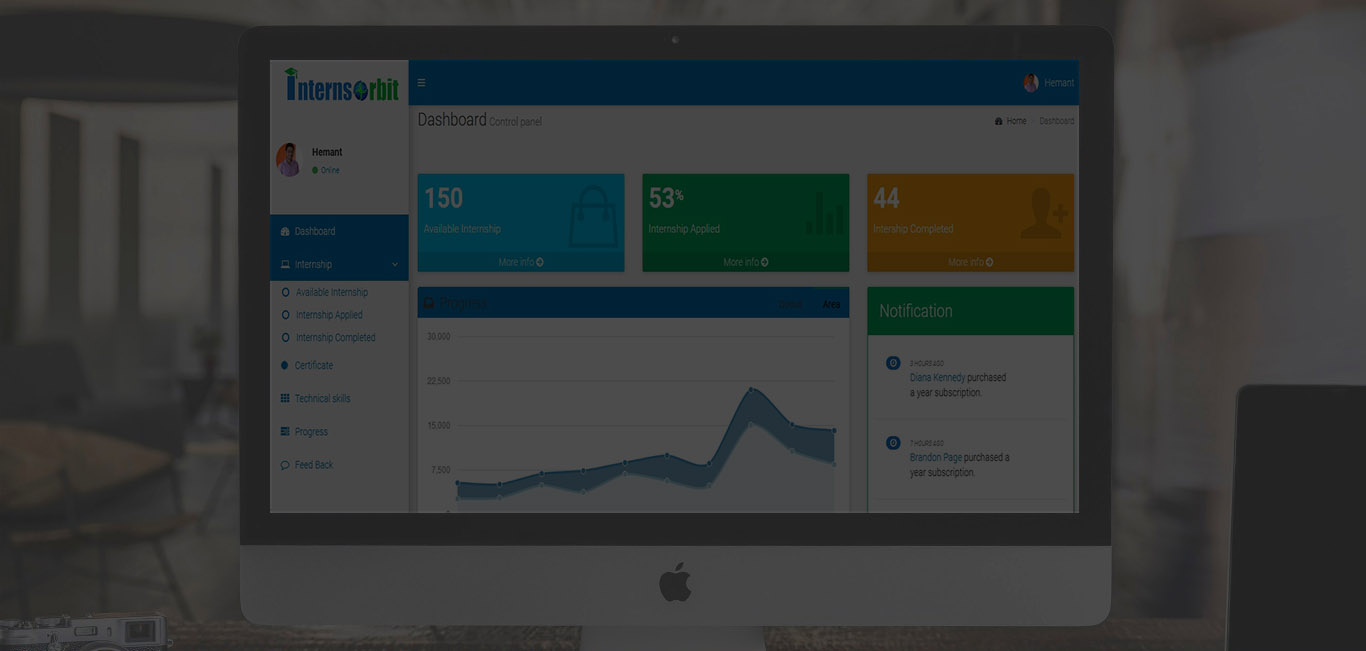 InternsOrbit
Hemant
Dashboard Control panel
Home > Dashboard
Hemant
Online
150
Available Internship
More info
53%
Internship Applied
More info
44
Intership Completed
More info
Dashboard
Internship
Available Internship
Internship Applied
Internship Completed
Certificate
Technical skills
Progress
Feed Back
Progress
Donut
Area
30,000
22,500
15,000
7,500
Notification
3 HOURS AGO
Diana Kennedy purchased
a year subscription.
7 HOURS AGO
Brandon Page purchased a
year subscription.